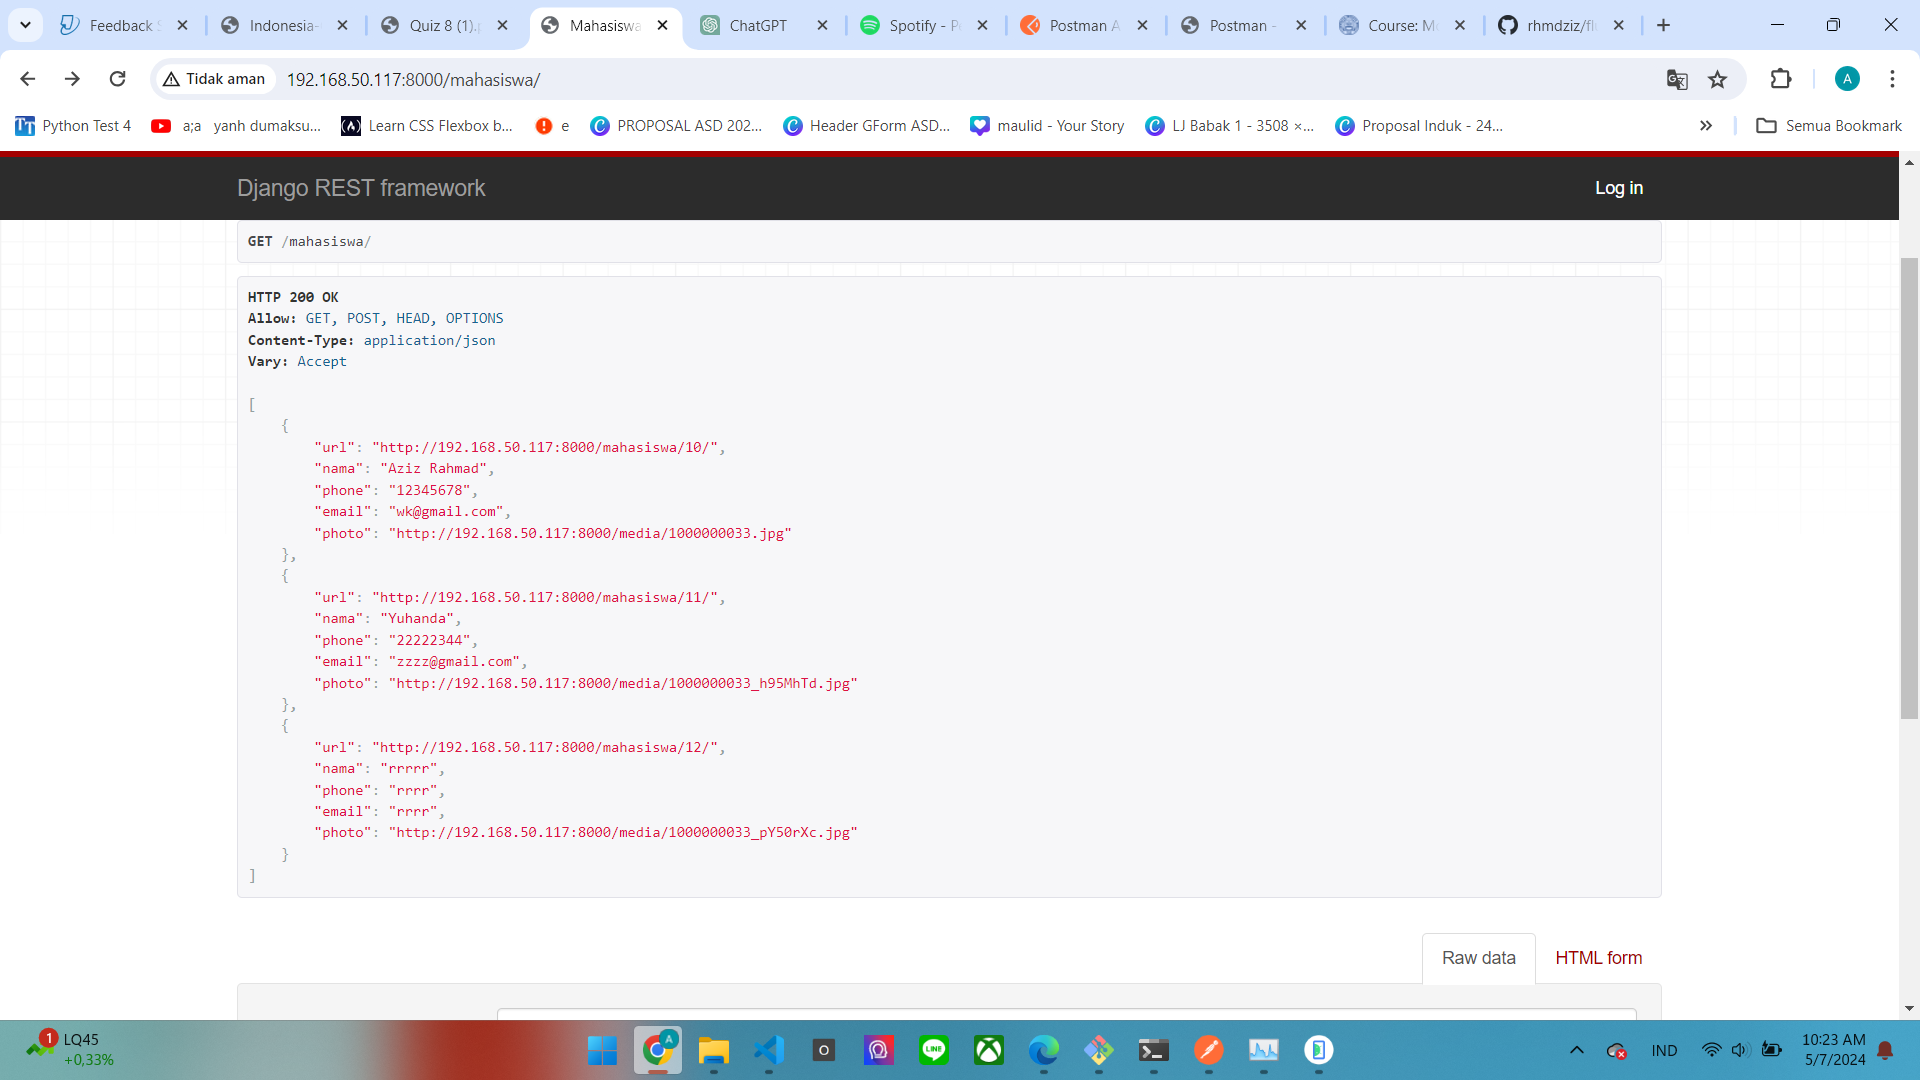 Feedback S
Indonesia-
Quiz 8 (1).p
Mahasiswa
ChatGPT
Spotify - P
Postman A
Postman -
Course: Mo
rhmdziz/flu
Tidak aman
192.168.50.117:8000/mahasiswa/
A
Python Test 4
a;a yanh dumaksu...
Learn CSS Flexbox b...
e
PROPOSAL ASD 202...
Header GForm ASD...
maulid - Your Story
LJ Babak 1 - 3508 ×...
Proposal Induk - 24...
Semua Bookmark
Django REST framework
Log in
GET /mahasiswa/
HTTP 200 OK
Allow: GET, POST, HEAD, OPTIONS
Content-Type: application/json
Vary: Accept
[
{
"url": "http://192.168.50.117:8000/mahasiswa/10/",
"nama": "Aziz Rahmad",
"phone": "12345678",
"email": "wk@gmail.com",
"photo": "http://192.168.50.117:8000/media/1000000033.jpg"
},
{
"url": "http://192.168.50.117:8000/mahasiswa/11/",
"nama": "Yuhanda",
"phone": "22222344",
"email": "zzzz@gmail.com",
"photo": "http://192.168.50.117:8000/media/1000000033_h95MhTd.jpg"
},
{
"url": "http://192.168.50.117:8000/mahasiswa/12/",
"nama": "rrrrr",
"phone": "rrrr",
"email": "rrrr",
"photo": "http://192.168.50.117:8000/media/1000000033_pY50rXc.jpg"
}
]
Raw data
HTML form
1
LQ45
+0,33%
A
LINE
IND
10:23 AM
5/7/2024